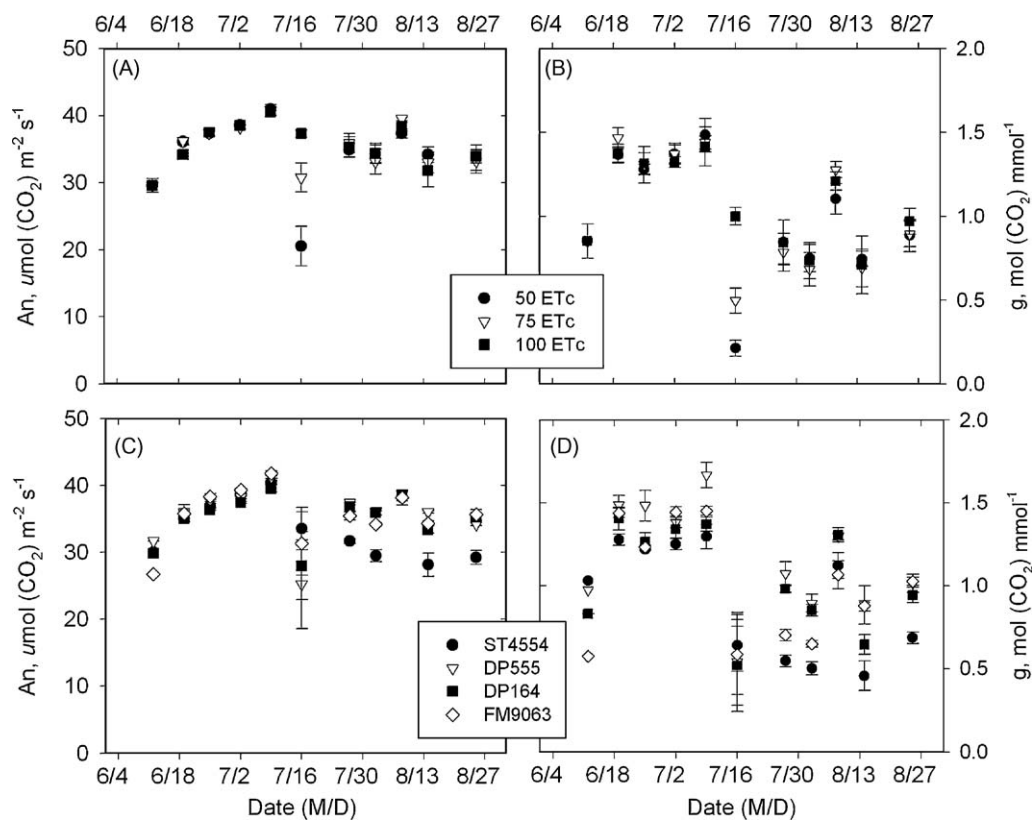 6/4 6/18 7/2 7/16 7/30 8/13 8/27 6/4 6/18 7/2 7/16 7/30 8/13 8/27
50 (A) (B) 2.0
40 1.5
30 1.0
20 0.5
10 0.0
0
An, umol (CO₂) m⁻² s⁻¹
g, mol (CO₂) mmol⁻¹
50 ETc
75 ETc
100 ETc
50 (C) (D) 2.0
40 1.5
30 1.0
20 0.5
10 0.0
0
An, umol (CO₂) m⁻² s⁻¹
g, mol (CO₂) mmol⁻¹
ST4554
DP555
DP164
FM9063
6/4 6/18 7/2 7/16 7/30 8/13 8/27 6/4 6/18 7/2 7/16 7/30 8/13 8/27
Date (M/D) Date (M/D)